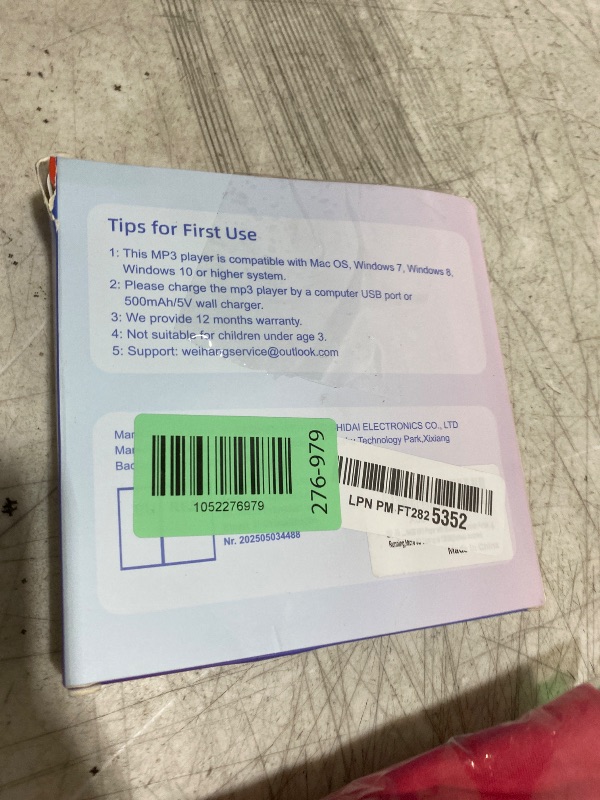 Tips for First Use
1: This MP3 player is compatible with Mac OS, Windows 7, Windows 8,
Windows 10 or higher system.
2: Please charge the mp3 player by a computer USB port or
500mAh/5V wall charger.
3: We provide 12 months warranty.
4: Not suitable for children under age 3.
5: Support: weihangservice@outlook.com
HIDAI ELECTRONICS CO., LTD
Technology Park,Xixiang
1052276979
276-979
LPN PM FT282 5352
Nr. 202505034488